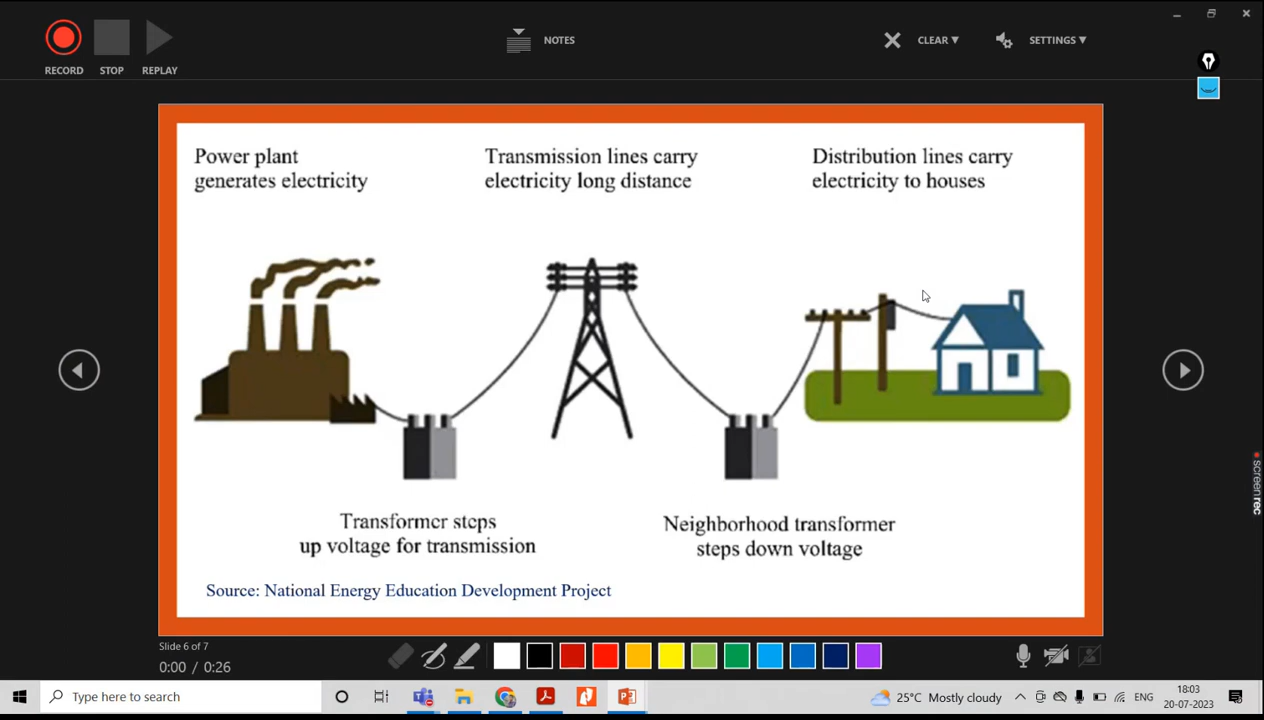 RECORD
STOP
REPLAY
NOTES
CLEAR
SETTINGS
Power plant
generates electricity
Transmission lines carry
electricity long distance
Distribution lines carry
electricity to houses
Transformer steps
up voltage for transmission
Neighborhood transformer
steps down voltage
Source: National Energy Education Development Project
screenrec
Slide 6 of 7
0:00 / 0:26
Type here to search
25°C Mostly cloudy
ENG
18:03
20-07-2023